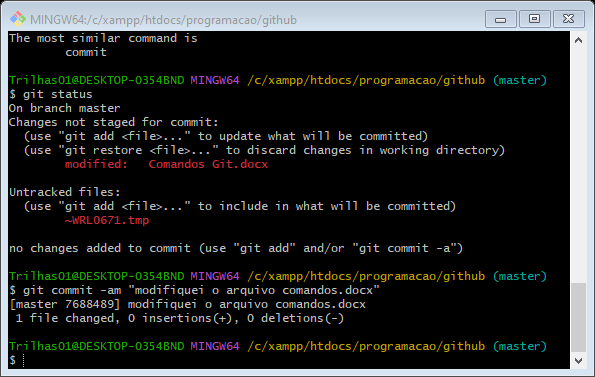 MINGW64:/c/xampp/htdocs/programacao/github
The most similar command is
        commit
Trilhas01@DESKTOP-0354BND MINGW64 /c/xampp/htdocs/programacao/github (master)
$ git status
On branch master
Changes not staged for commit:
  (use "git add <file>..." to update what will be committed)
  (use "git restore <file>..." to discard changes in working directory)
        modified:   Comandos Git.docx
Untracked files:
  (use "git add <file>..." to include in what will be committed)
        ~WRL0671.tmp
no changes added to commit (use "git add" and/or "git commit -a")
Trilhas01@DESKTOP-0354BND MINGW64 /c/xampp/htdocs/programacao/github (master)
$ git commit -am "modifiquei o arquivo comandos.docx"
[master 7688489] modifiquei o arquivo comandos.docx
 1 file changed, 0 insertions(+), 0 deletions(-)
Trilhas01@DESKTOP-0354BND MINGW64 /c/xampp/htdocs/programacao/github (master)
$